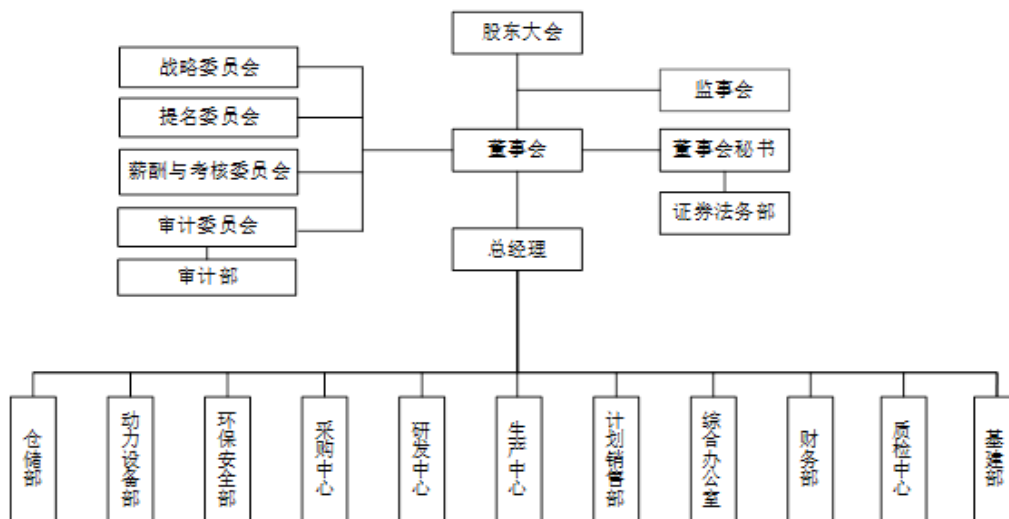 股东大会
战略委员会
监事会
提名委员会
董事会
董事会秘书
薪酬与考核委员会
证券法务部
审计委员会
总经理
审计部
仓储部
动力设备部
环保安全部
采购中心
研发中心
生产中心
计划销售部
综合办公室
财务部
质检中心
基建部